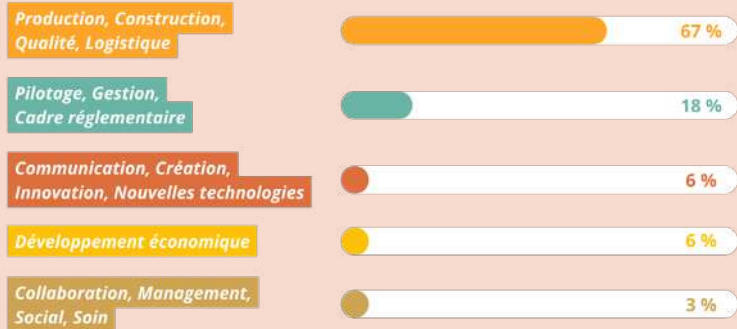 Production, Construction,
Qualité, Logistique
67 %
Pilotage, Gestion,
Cadre réglementaire
18 %
Communication, Création,
Innovation, Nouvelles technologies
6 %
Développement économique
6 %
Collaboration, Management,
Social, Soin
3 %